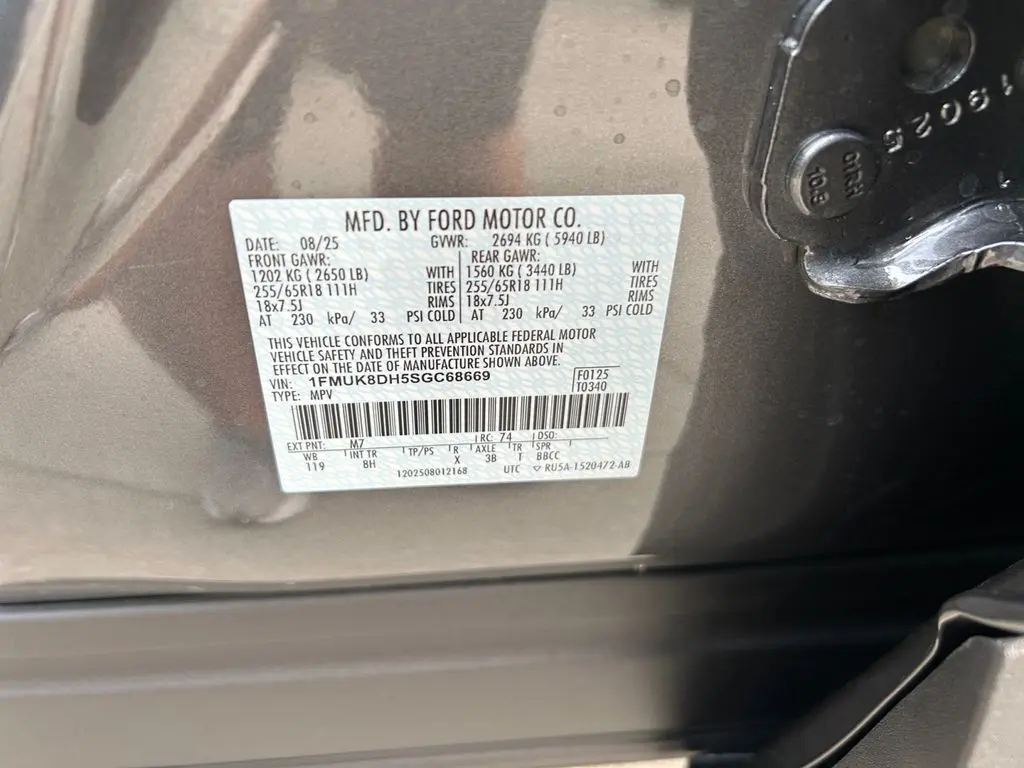 MFD. BY FORD MOTOR CO.
DATE: 08/25 GVWR: 2694 KG ( 5940 LB)
FRONT GAWR: REAR GAWR:
1202 KG ( 2650 LB) WITH 1560 KG ( 3440 LB) WITH
255/65R18 111H TIRES 255/65R18 111H TIRES
18x7.5J RIMS 18x7.5J RIMS
AT 230 kPa/ 33 PSI COLD AT 230 kPa/ 33 PSI COLD
THIS VEHICLE CONFORMS TO ALL APPLICABLE FEDERAL MOTOR
VEHICLE SAFETY AND THEFT PREVENTION STANDARDS IN
EFFECT ON THE DATE OF MANUFACTURE SHOWN ABOVE.
VIN: 1FMUK8DH5SGC68669 F0125
TYPE: MPV T0340
EXT PNT: M7 RC: 74 DSO:
WB INT TR TP/PS R AXLE TR SPR
119 8H X 3B T BBCC
1202508012168 UTC ▽ RU5A-1520472-AB
19025
10.9